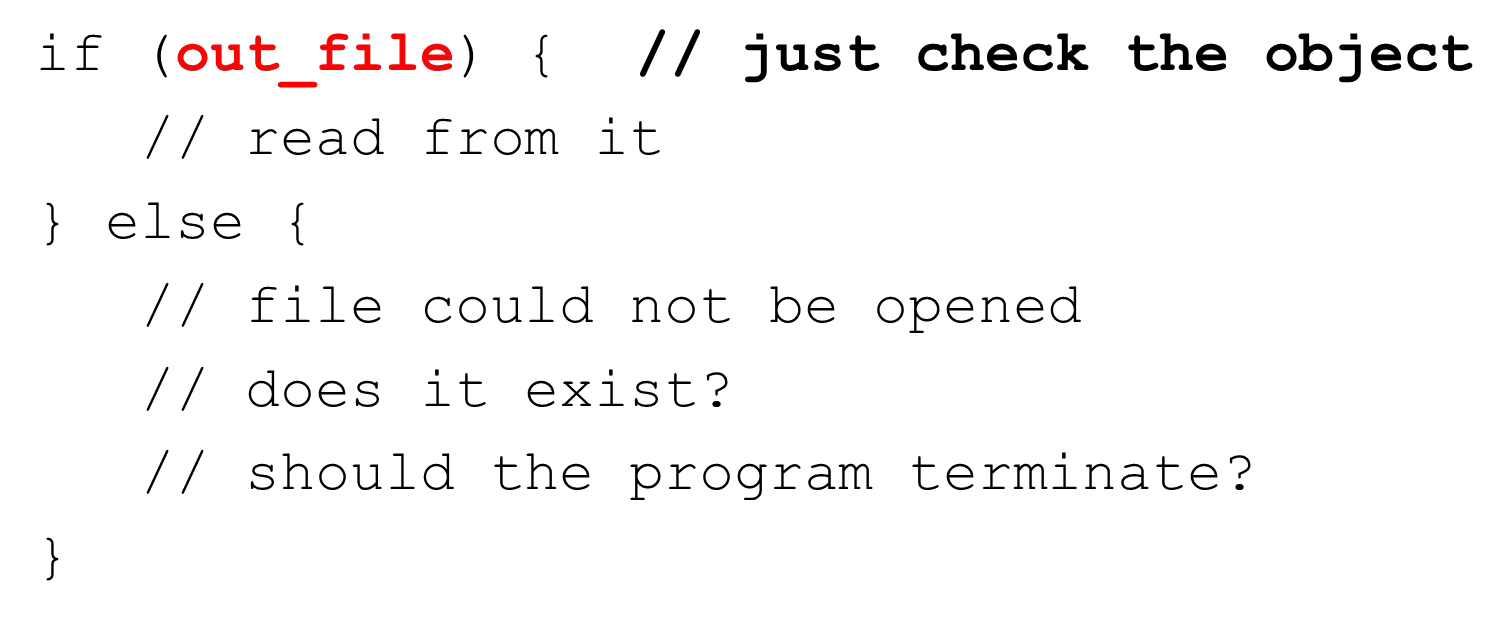 if (out_file) {  // just check the object
   // read from it
} else {
   // file could not be opened
   // does it exist?
   // should the program terminate?
}